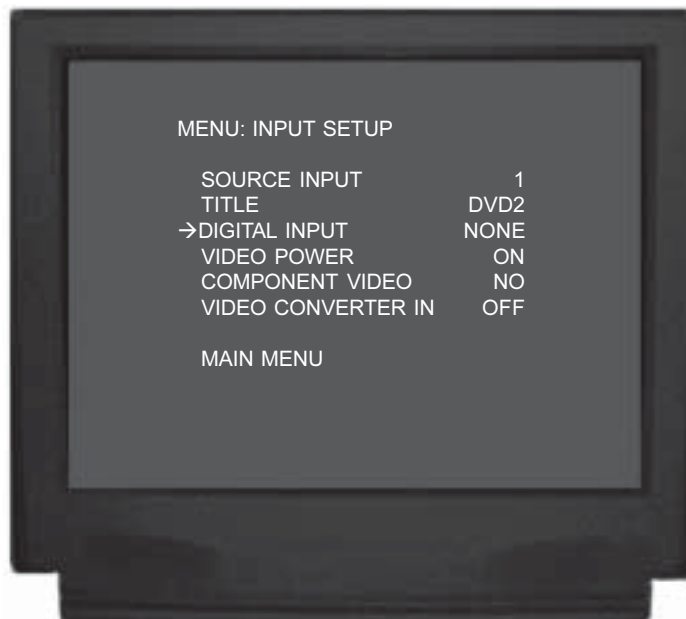 MENU: INPUT SETUP
SOURCE INPUT 1
TITLE DVD2
→DIGITAL INPUT NONE
VIDEO POWER ON
COMPONENT VIDEO NO
VIDEO CONVERTER IN OFF
MAIN MENU